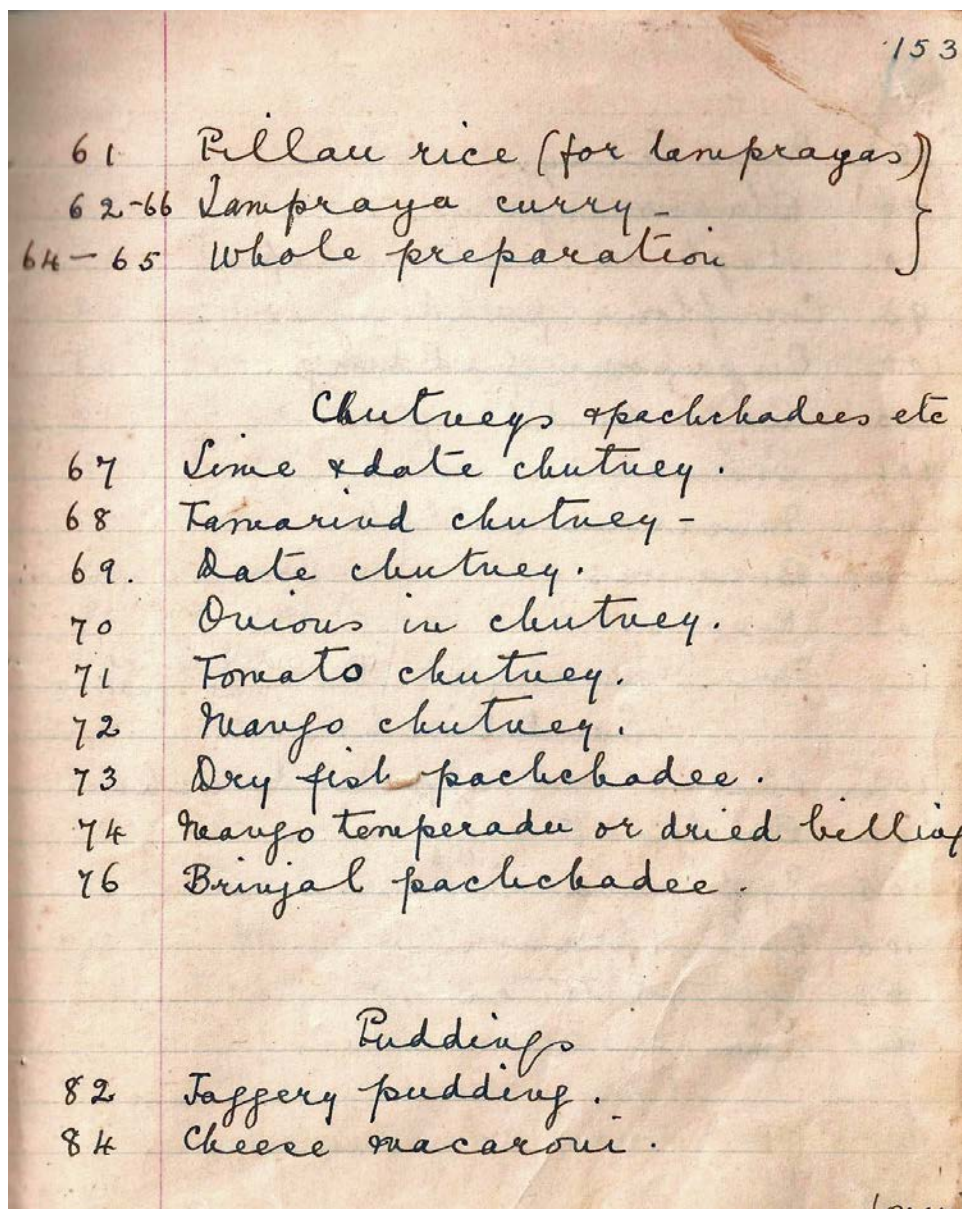 153
61 Pillau rice (for lamprayas)
62-66 Lampraya curry -
64-65 Whole preparation
Chutneys & pachchadees etc
67 Lime & date chutney.
68 Tamarind chutney -
69. Date chutney.
70 Onions in chutney.
71 Tomato chutney.
72 Mango chutney.
73 Dry fish pachchadee.
74 Mango temperadu or dried billing
76 Brinjal pachchadee.
Puddings
82 Jaggery pudding.
84 Cheese macaroni.